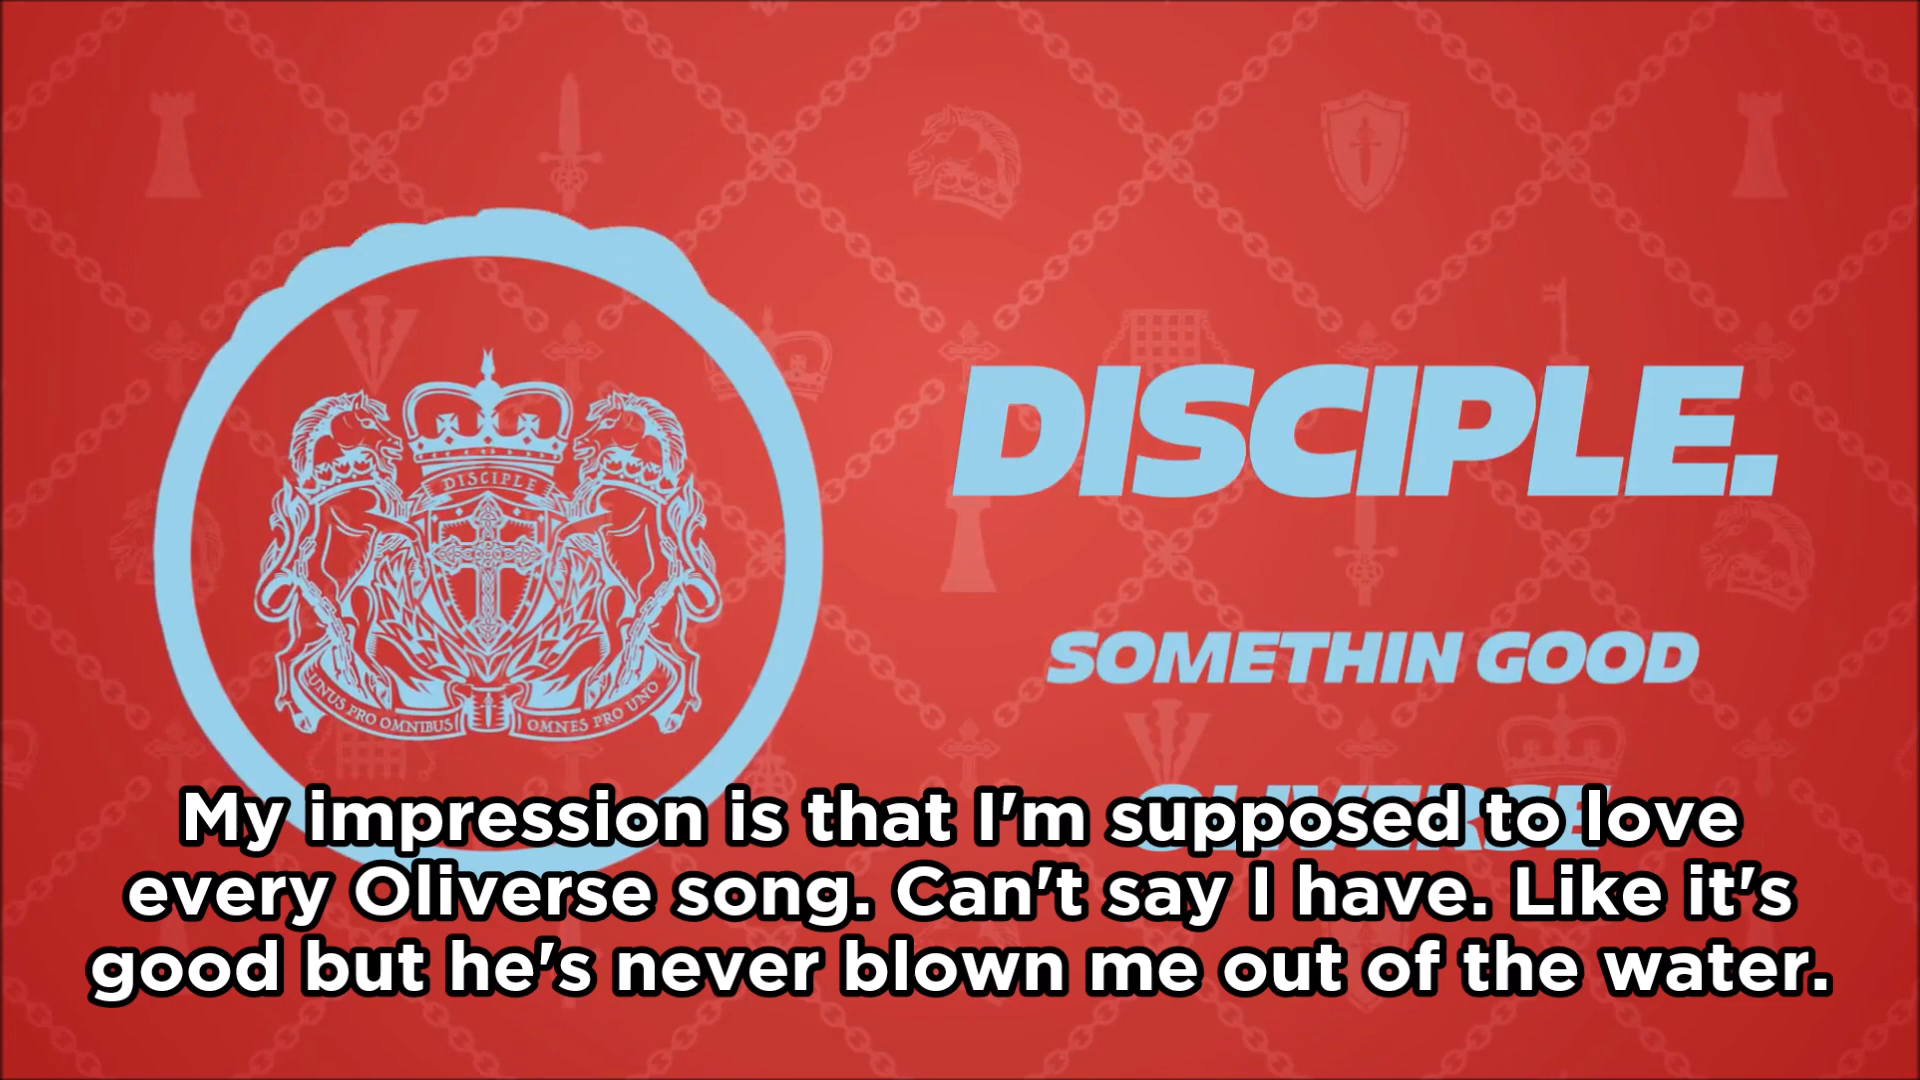 DISCIPLE.
DISCIPLE
UNUS PRO OMNIBUS OMNES PRO UNO
SOMETHIN GOOD
OLIVERSE
My impression is that I'm supposed to love
every Oliverse song. Can't say I have. Like it's
good but he's never blown me out of the water.